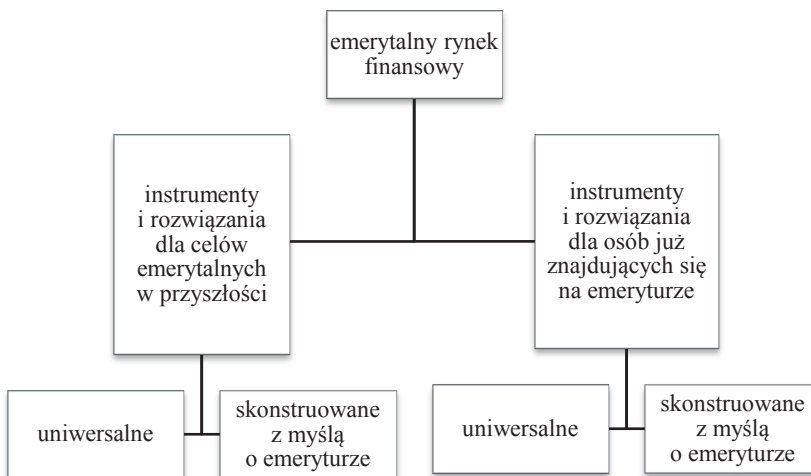 emerytalny rynek
finansowy
instrumenty
i rozwiązania
dla celów
emerytalnych
w przyszłości
instrumenty
i rozwiązania
dla osób już
znajdujących się
na emeryturze
uniwersalne
skonstruowane
z myślą
o emeryturze
uniwersalne
skonstruowane
z myślą
o emeryturze